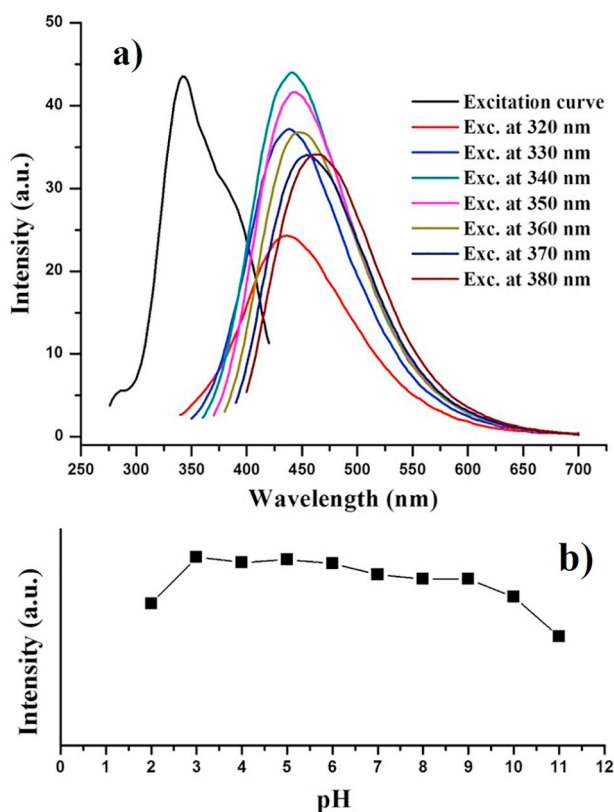 a)
50
40
30
20
10
0
Intensity (a.u.)
Excitation curve
Exc. at 320 nm
Exc. at 330 nm
Exc. at 340 nm
Exc. at 350 nm
Exc. at 360 nm
Exc. at 370 nm
Exc. at 380 nm
250 300 350 400 450 500 550 600 650 700
Wavelength (nm)
b)
Intensity (a.u.)
0 1 2 3 4 5 6 7 8 9 10 11 12
pH